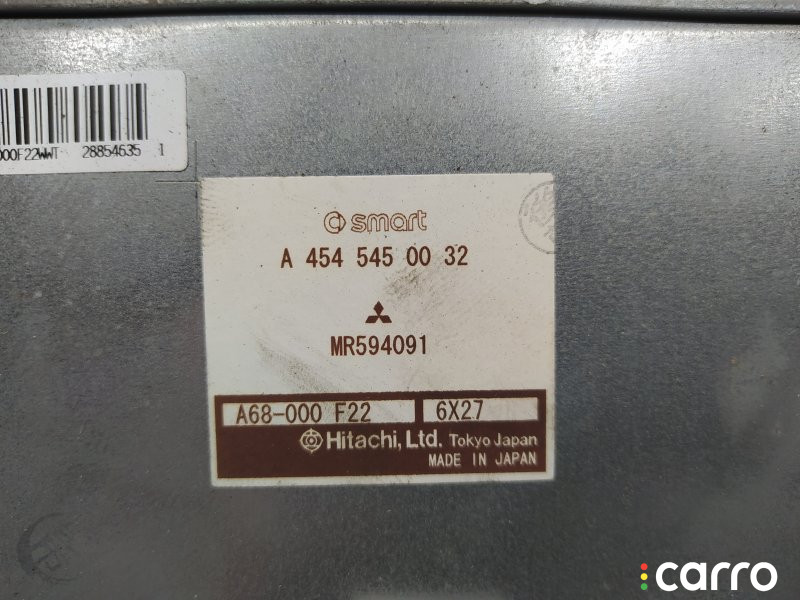 000F22WWT 28854635 1
smart
A 454 545 00 32
MR594091
A68-000 F22 6X27
Hitachi, Ltd. Tokyo Japan
MADE IN JAPAN
carro